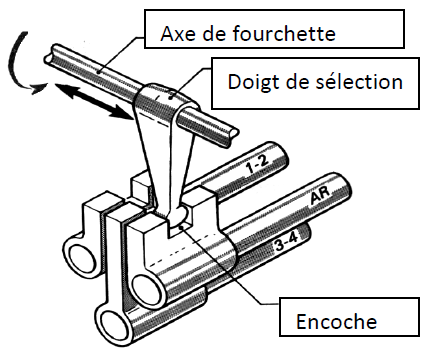 Axe de fourchette
Doigt de sélection
1-2
AR
3-4
Encoche